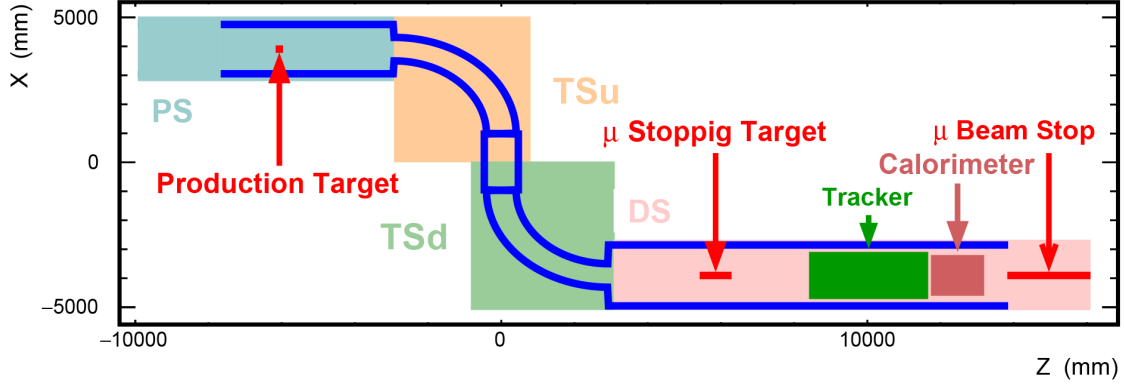 X (mm)
5000
0
−5000
PS
TSu
Production Target
μ Stoppig Target
μ Beam Stop
Calorimeter
Tracker
TSd
DS
−10000
0
10000
Z (mm)